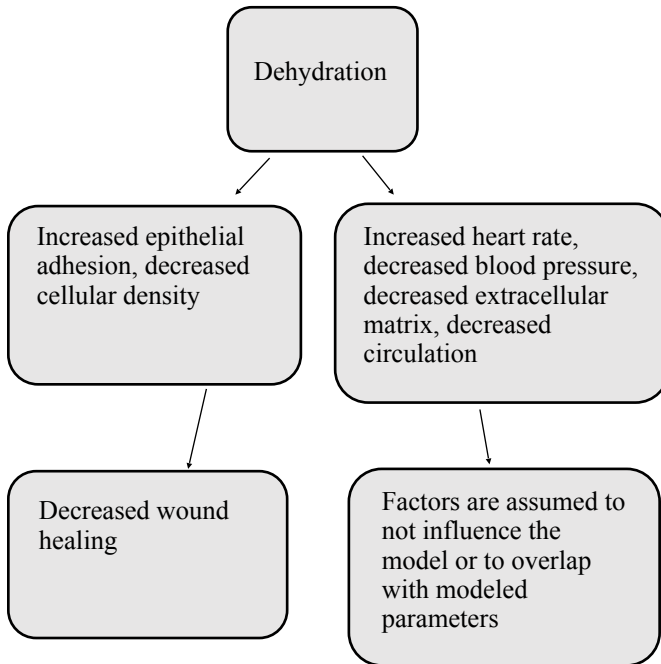 Dehydration
Increased epithelial
adhesion, decreased
cellular density
Increased heart rate,
decreased blood pressure,
decreased extracellular
matrix, decreased
circulation
Decreased wound
healing
Factors are assumed to
not influence the
model or to overlap
with modeled
parameters